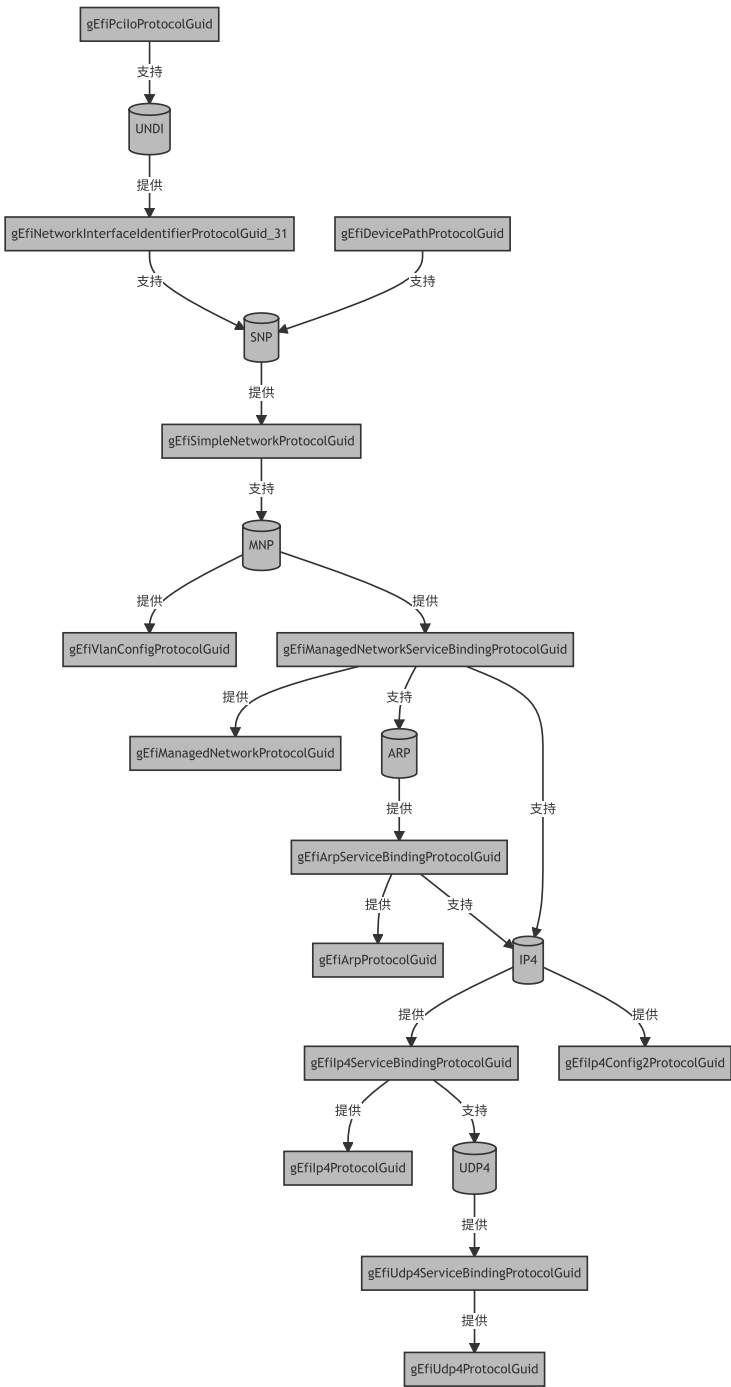 gEfiPciIoProtocolGuid
支持
UNDI
提供
gEfiNetworkInterfaceIdentifierProtocolGuid_31
gEfiDevicePathProtocolGuid
支持
支持
SNP
提供
gEfiSimpleNetworkProtocolGuid
支持
MNP
提供
提供
gEfiVlanConfigProtocolGuid
gEfiManagedNetworkServiceBindingProtocolGuid
提供
支持
gEfiManagedNetworkProtocolGuid
ARP
提供
支持
gEfiArpServiceBindingProtocolGuid
提供
支持
gEfiArpProtocolGuid
IP4
提供
提供
gEfiIp4ServiceBindingProtocolGuid
gEfiIp4Config2ProtocolGuid
提供
支持
gEfiIp4ProtocolGuid
UDP4
提供
gEfiUdp4ServiceBindingProtocolGuid
提供
gEfiUdp4ProtocolGuid